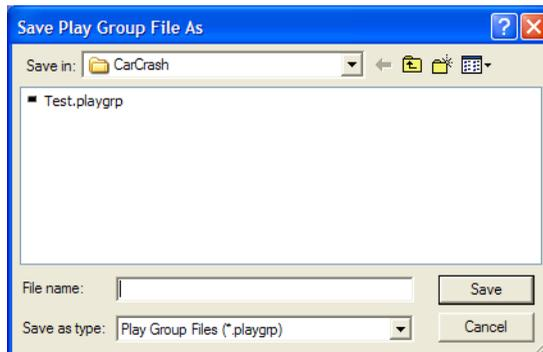 Save Play Group File As
Save in: CarCrash
Test.playgrp
File name: Save
Save as type: Play Group Files (*.playgrp) Cancel